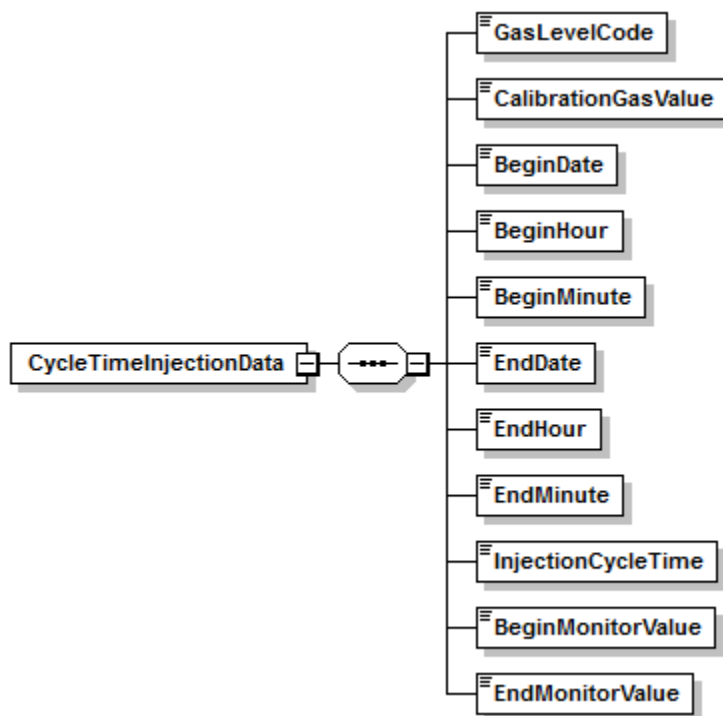 GasLevelCode
CalibrationGasValue
BeginDate
BeginHour
BeginMinute
CycleTimeInjectionData
EndDate
EndHour
EndMinute
InjectionCycleTime
BeginMonitorValue
EndMonitorValue